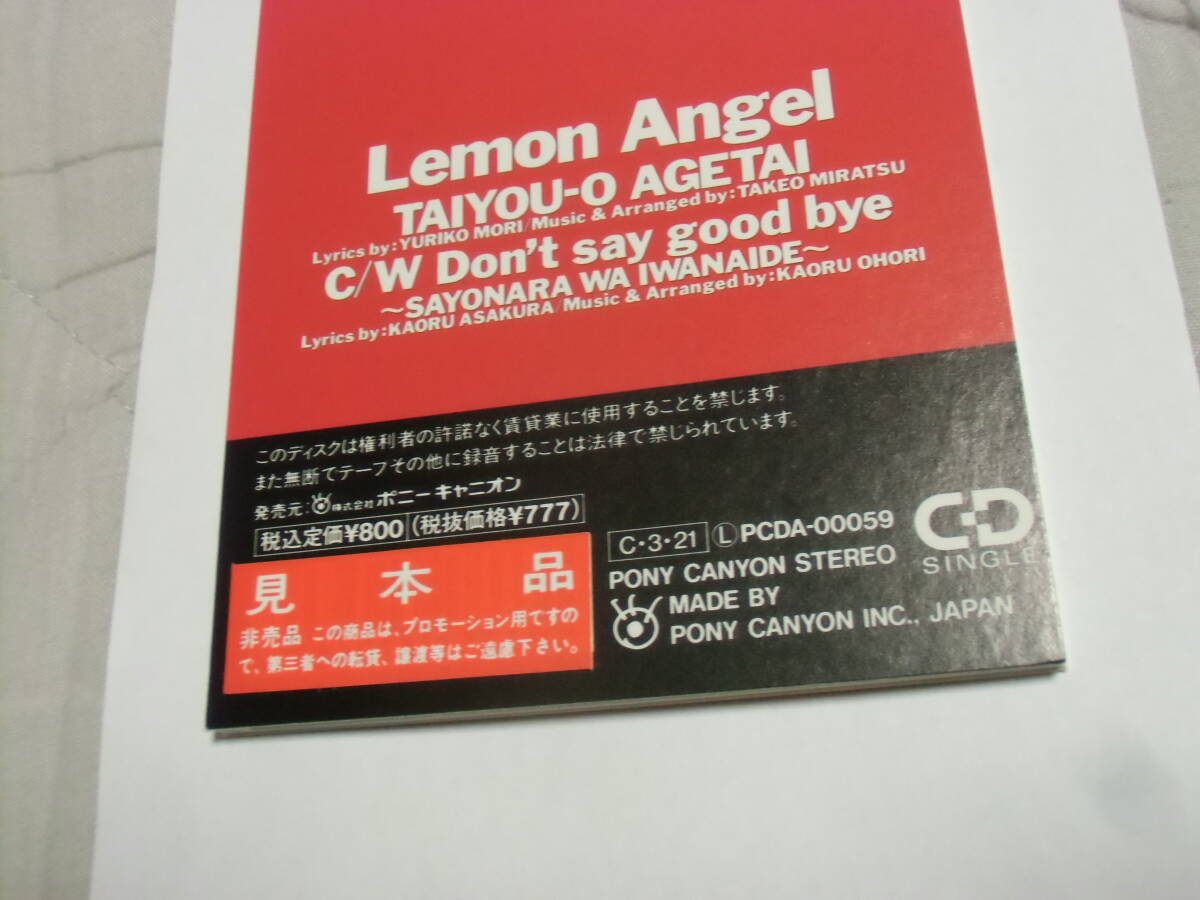 Lemon Angel
TAIYOU-O AGETAI
Lyrics by:YURIKO MORI/Music & Arranged by:TAKEO MIRATSU
C/W Don't say good bye
~SAYONARA WA IWANAIDE~
Lyrics by:KAORU ASAKURA/Music & Arranged by:KAORU OHORI
このディスクは権利者の許諾なく賃貸業に使用することを禁じます。
また無断でテープその他に録音することは法律で禁じられています。
発売元:株式会社ポニーキャニオン
税込定価¥800(税抜価格¥777)
見本品
非売品 この商品は、プロモーション用てすの
て、第三者への転貸、譲渡等はご遠慮下さい。
C・3・21 Ⓛ PCDA-00059
PONY CANYON STEREO
MADE BY
PONY CANYON INC., JAPAN
CD
SINGLE